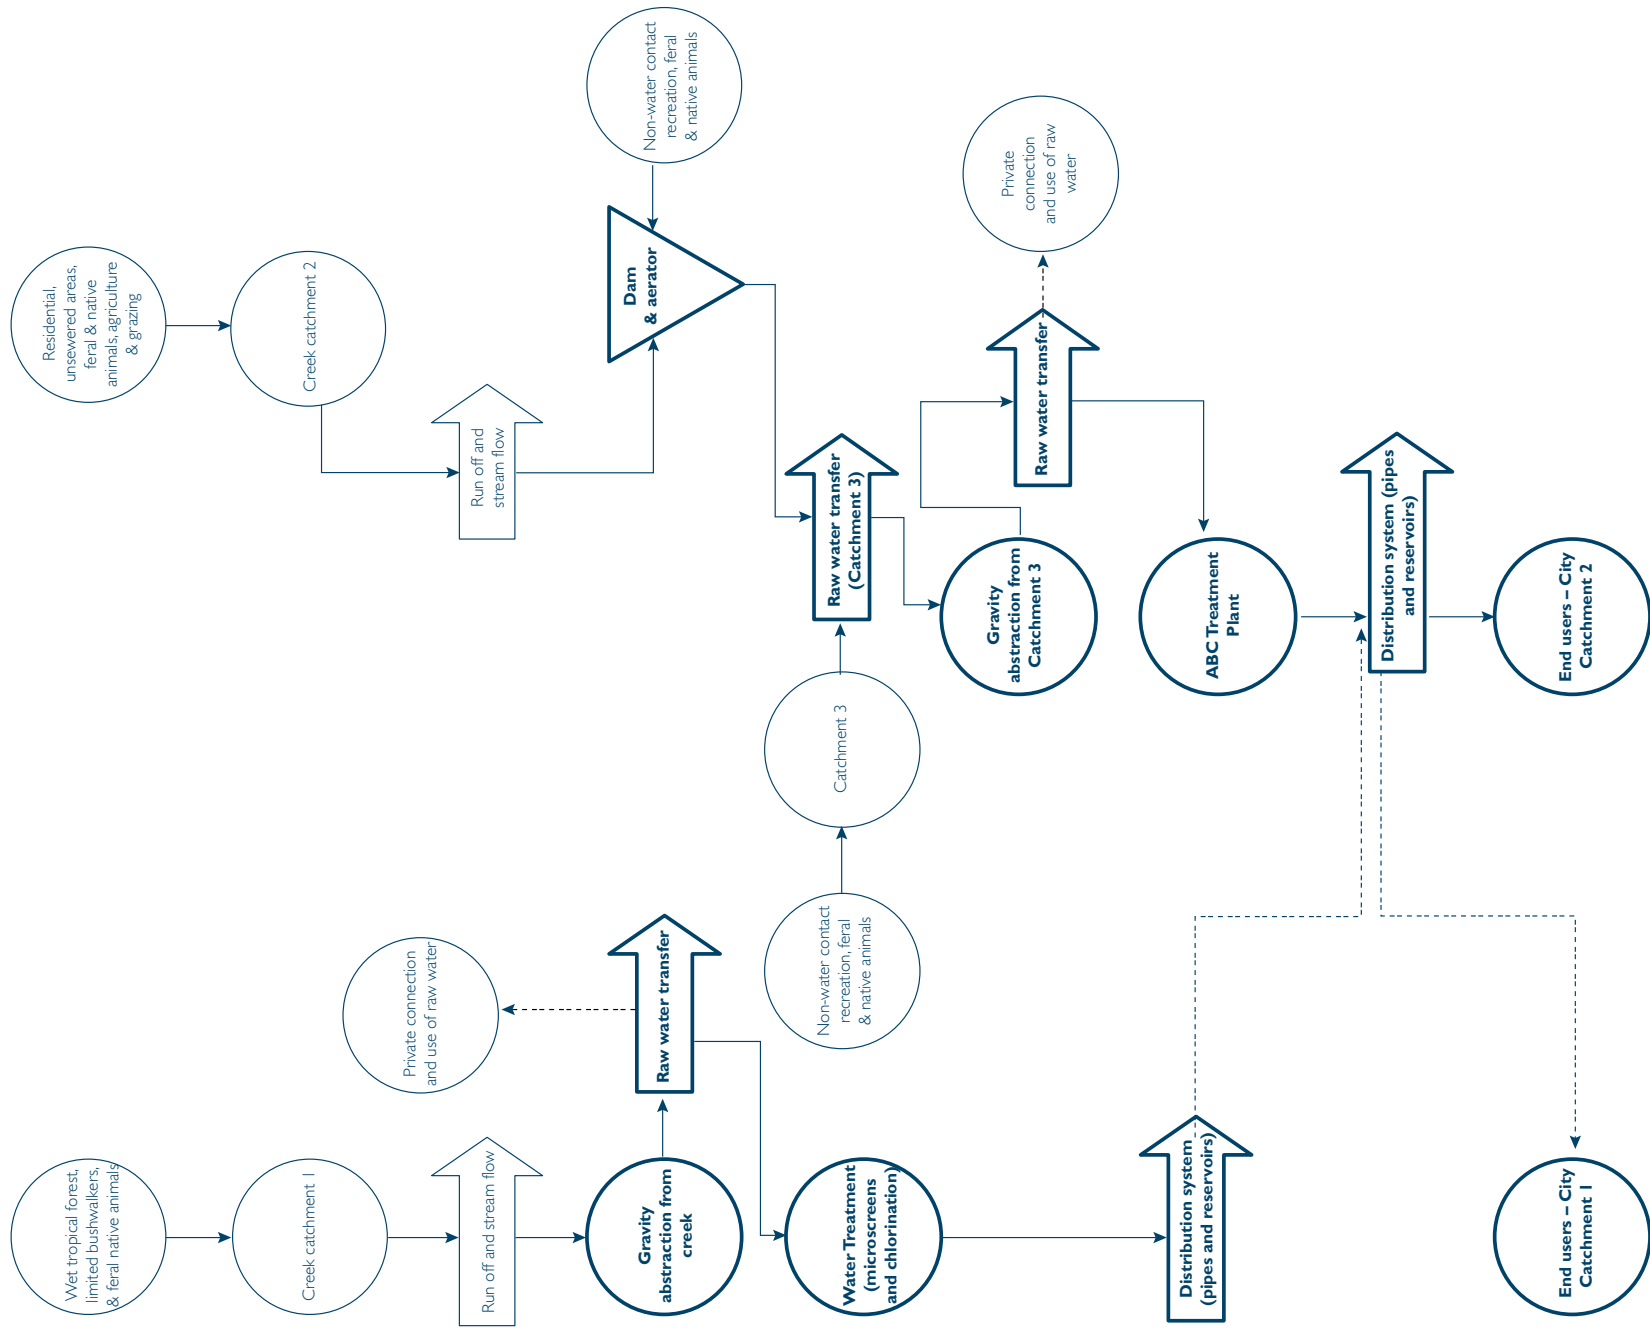 Wet tropical forest,
limited bushwalkers,
& feral native animals
Creek catchment 1
Run off and stream flow
Gravity
abstraction from
creek
Raw water transfer
Private connection
and use of raw water
Water Treatment
(microscreens
and chlorination)
Distribution system
(pipes and reservoirs)
End users – City
Catchment 1
Non-water contact
recreation, feral
& native animals
Catchment 3
Raw water transfer
(Catchment 3)
Residential,
unsewered areas,
feral & native
animals, agriculture
& grazing
Creek catchment 2
Run off and
stream flow
Dam
& aerator
Non-water contact
recreation, feral
& native animals
Gravity
abstraction from
Catchment 3
Raw water transfer
Private
connection
and use of raw
water
ABC Treatment
Plant
Distribution system (pipes
and reservoirs)
End users – City
Catchment 2